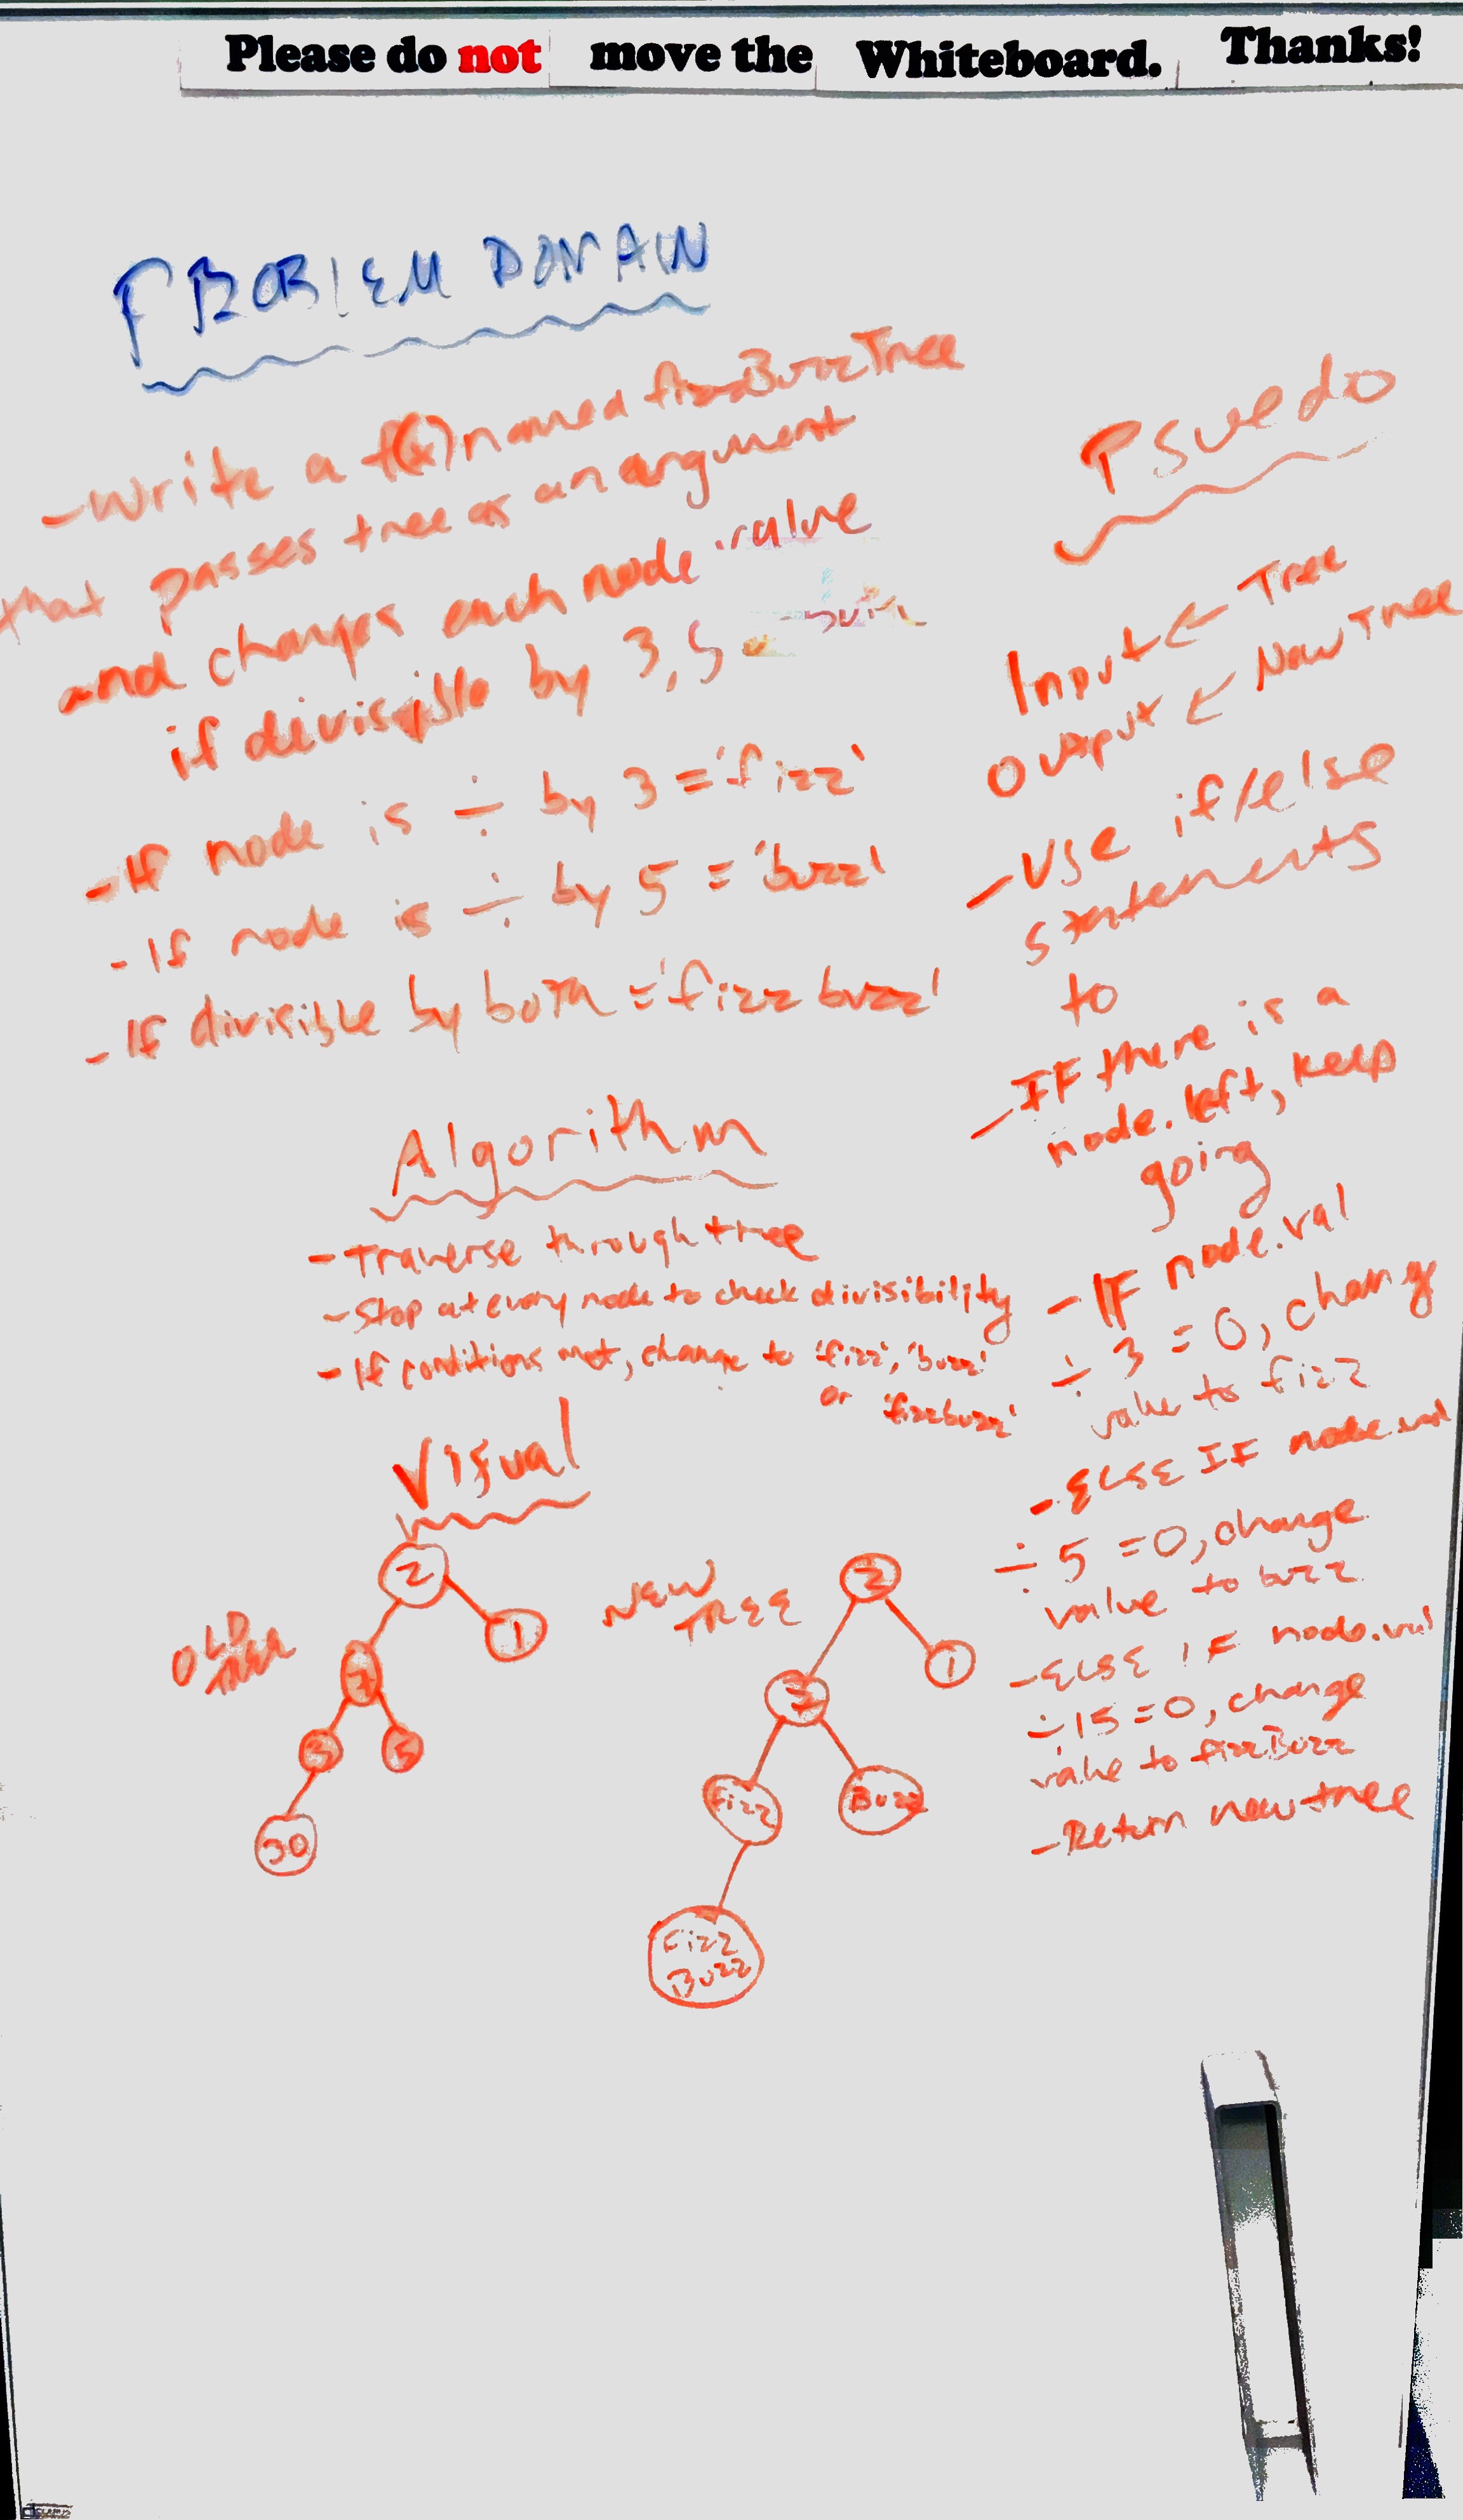 Please do not move the Whiteboard. Thanks!
PROBLEM DOMAIN
-Write a f(x) named fizzBuzzTree
that passes tree as an argument
and changes each node value
if divisible by 3, 5 both
-If node is ÷ by 3 = 'fizz'
-If node is ÷ by 5 = 'buzz'
-If divisible by both = 'fizz buzz'
Algorithm
-Traverse through tree
-Stop at every node to check divisibility
-If conditions met, change to 'fizz', 'buzz'
or 'fizzbuzz'
Visual
OLD
TREE
2
1
7
3
5
30
NEW
TREE
2
1
7
Fizz
Buzz
Fizz
Buzz
Psuedo
Input ← Tree
Output ← New Tree
-Use if/else
statements
to
-IF there is a
node.left, keep
going
-IF node.val
÷ 3 = 0, change
value to fizz
-ELSE IF node.val
÷ 5 = 0, change
value to buzz
-ELSE IF node.val
÷ 15 = 0, change
value to fizzBuzz
-Return new tree